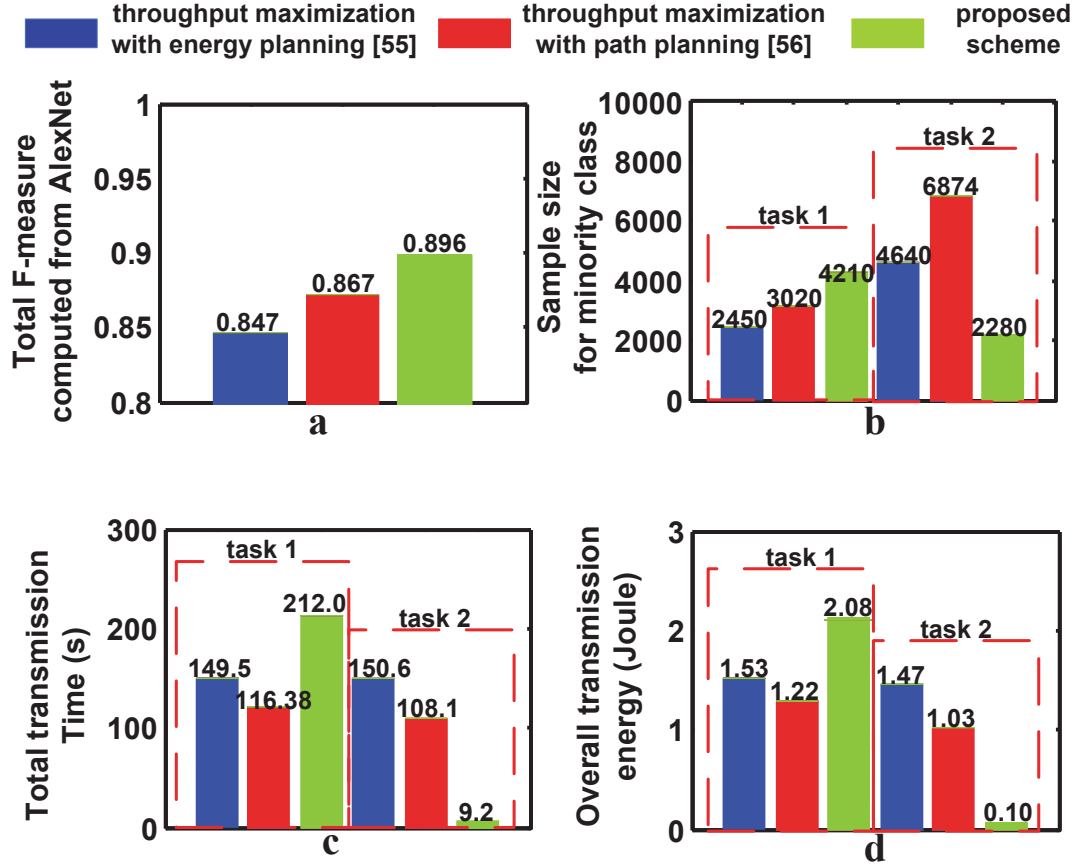 throughput maximization
with energy planning [55]
throughput maximization
with path planning [56]
proposed
scheme
Total F-measure
computed from AlexNet
1
0.95
0.9
0.85
0.8
0.847
0.867
0.896
a
Sample size
for minority class
10000
8000
6000
4000
2000
0
task 1
task 2
2450
3020
4210
4640
6874
2280
b
Total transmission
Time (s)
300
200
100
0
task 1
task 2
149.5
116.38
212.0
150.6
108.1
9.2
c
Overall transmission
energy (Joule)
3
2
1
0
task 1
task 2
1.53
1.22
2.08
1.47
1.03
0.10
d